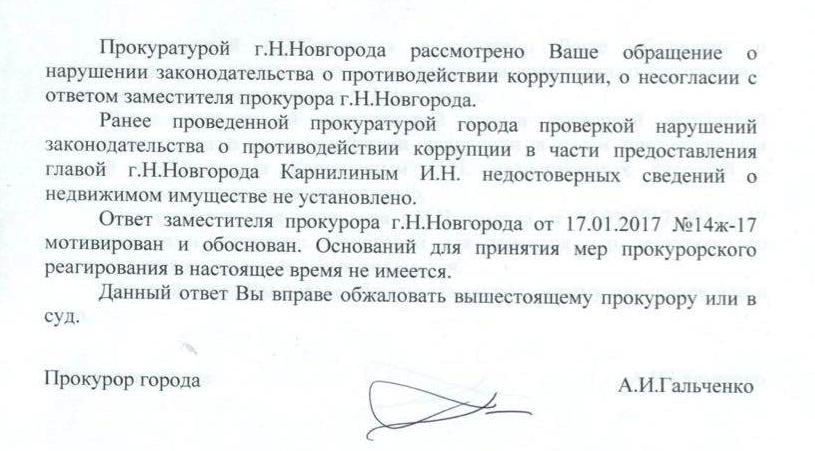 Прокуратурой г.Н.Новгорода рассмотрено Ваше обращение о
нарушении законодательства о противодействии коррупции, о несогласии с
ответом заместителя прокурора г.Н.Новгорода.
Ранее проведенной прокуратурой города проверкой нарушений
законодательства о противодействии коррупции в части предоставления
главой г.Н.Новгорода Карнилиным И.Н. недостоверных сведений о
недвижимом имуществе не установлено.
Ответ заместителя прокурора г.Н.Новгорода от 17.01.2017 №14ж-17
мотивирован и обоснован. Оснований для принятия мер прокурорского
реагирования в настоящее время не имеется.
Данный ответ Вы вправе обжаловать вышестоящему прокурору или в
суд.
Прокурор города А.И.Гальченко